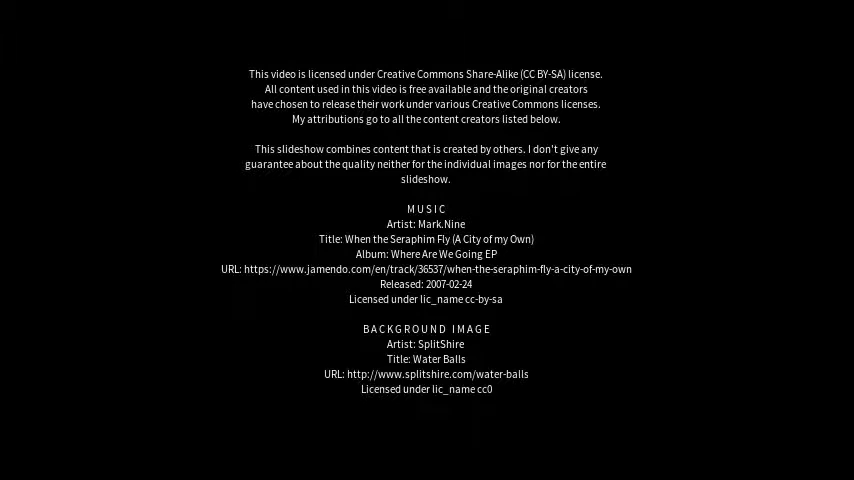 This video is licensed under Creative Commons Share-Alike (CC BY-SA) license.
All content used in this video is free available and the original creators
have chosen to release their work under various Creative Commons licenses.
My attributions go to all the content creators listed below.
This slideshow combines content that is created by others. I don't give any
guarantee about the quality neither for the individual images nor for the entire
slideshow.
MUSIC
Artist: Mark.Nine
Title: When the Seraphim Fly (A City of my Own)
Album: Where Are We Going EP
URL: https://www.jamendo.com/en/track/36537/when-the-seraphim-fly-a-city-of-my-own
Released: 2007-02-24
Licensed under lic_name cc-by-sa
BACKGROUND IMAGE
Artist: SplitShire
Title: Water Balls
URL: http://www.splitshire.com/water-balls
Licensed under lic_name cc0